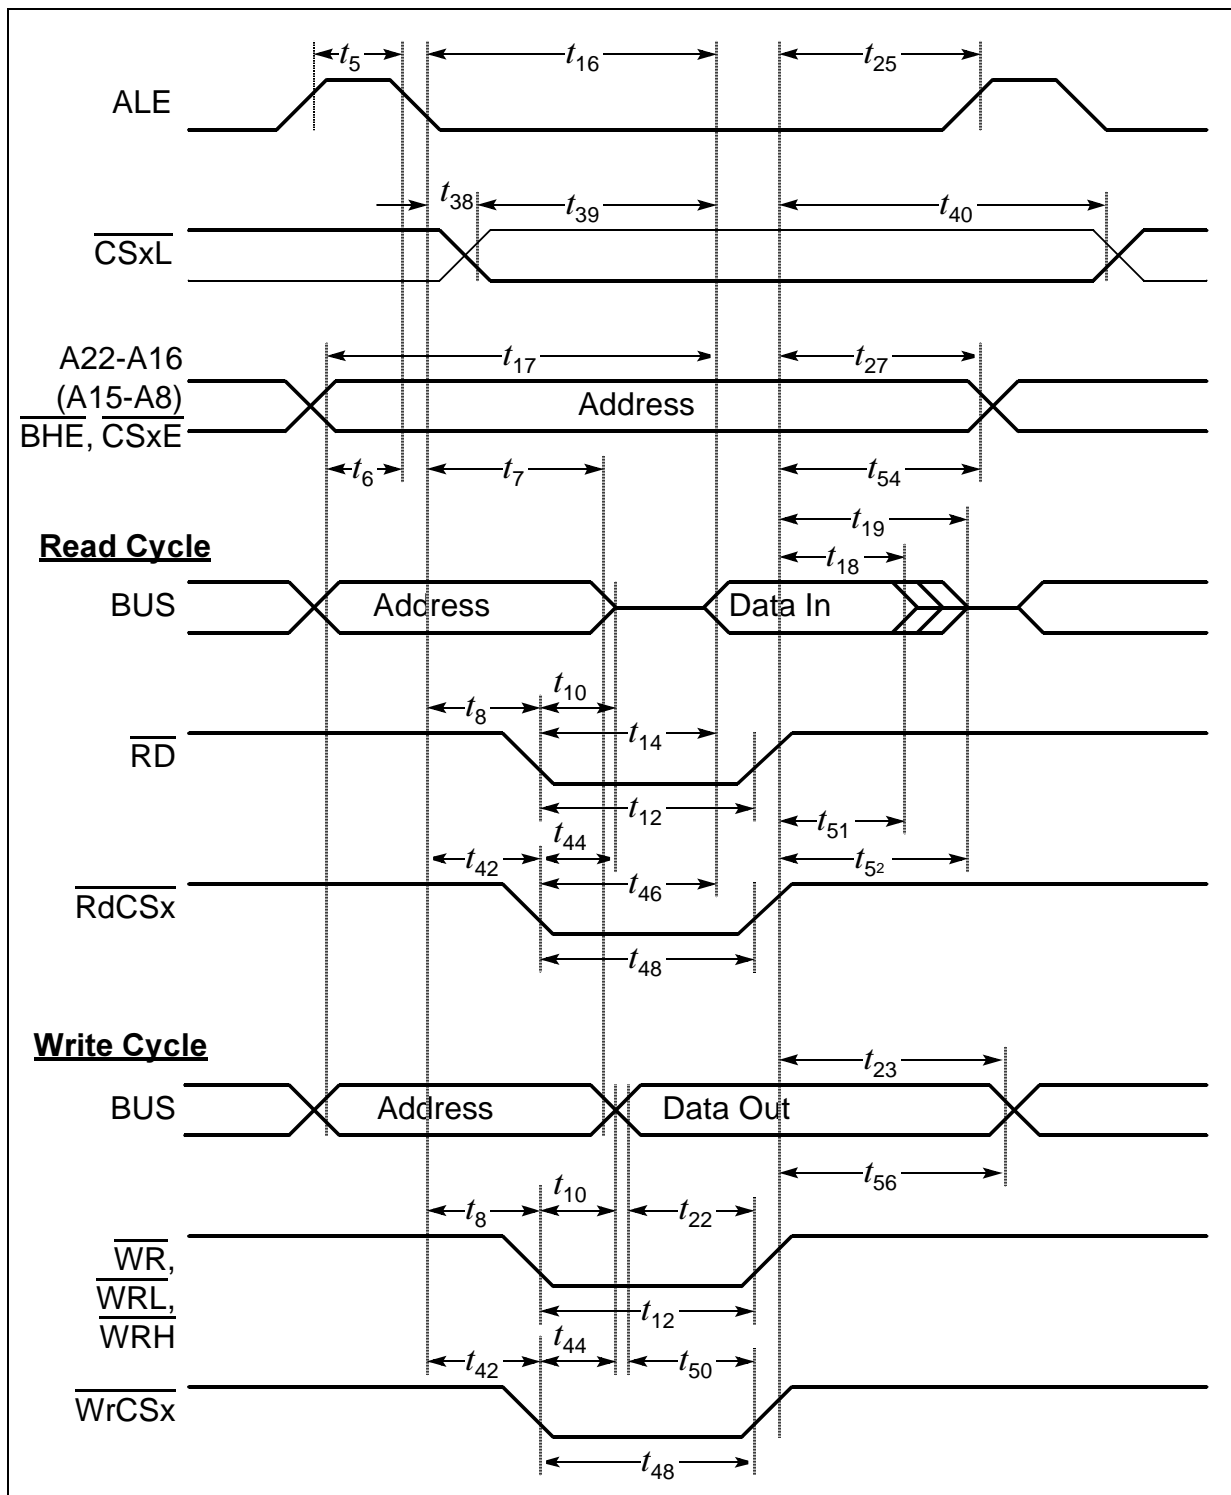 t5 t16 t25
ALE
t38 t39 t40
CSxL
A22-A16
(A15-A8)
BHE, CSxE
t17 t27
Address
t6 t7 t54
t19
Read Cycle
t18
BUS Address Data In
t10
t8
t14
RD
t12 t51
t44
t42 t52
t46
RdCSx
t48
Write Cycle
t23
BUS Address Data Out
t56
t10
t8 t22
WR,
WRL,
WRH
t12
t44
t42 t50
WrCSx
t48